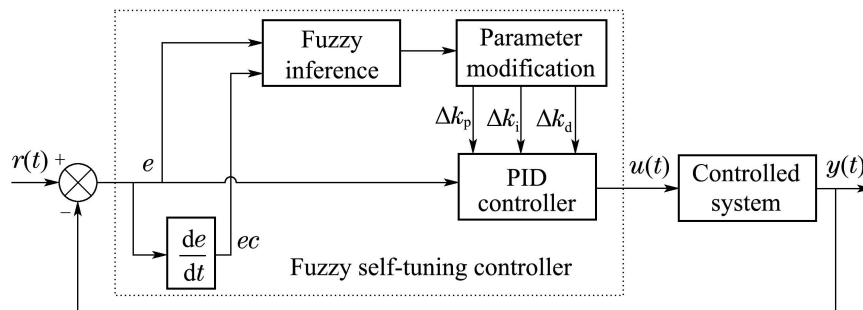 Fuzzy
inference
Parameter
modification
Δkp
Δki
Δkd
r(t)
+
−
e
PID
controller
u(t)
Controlled
system
y(t)
de
dt
ec
Fuzzy self-tuning controller